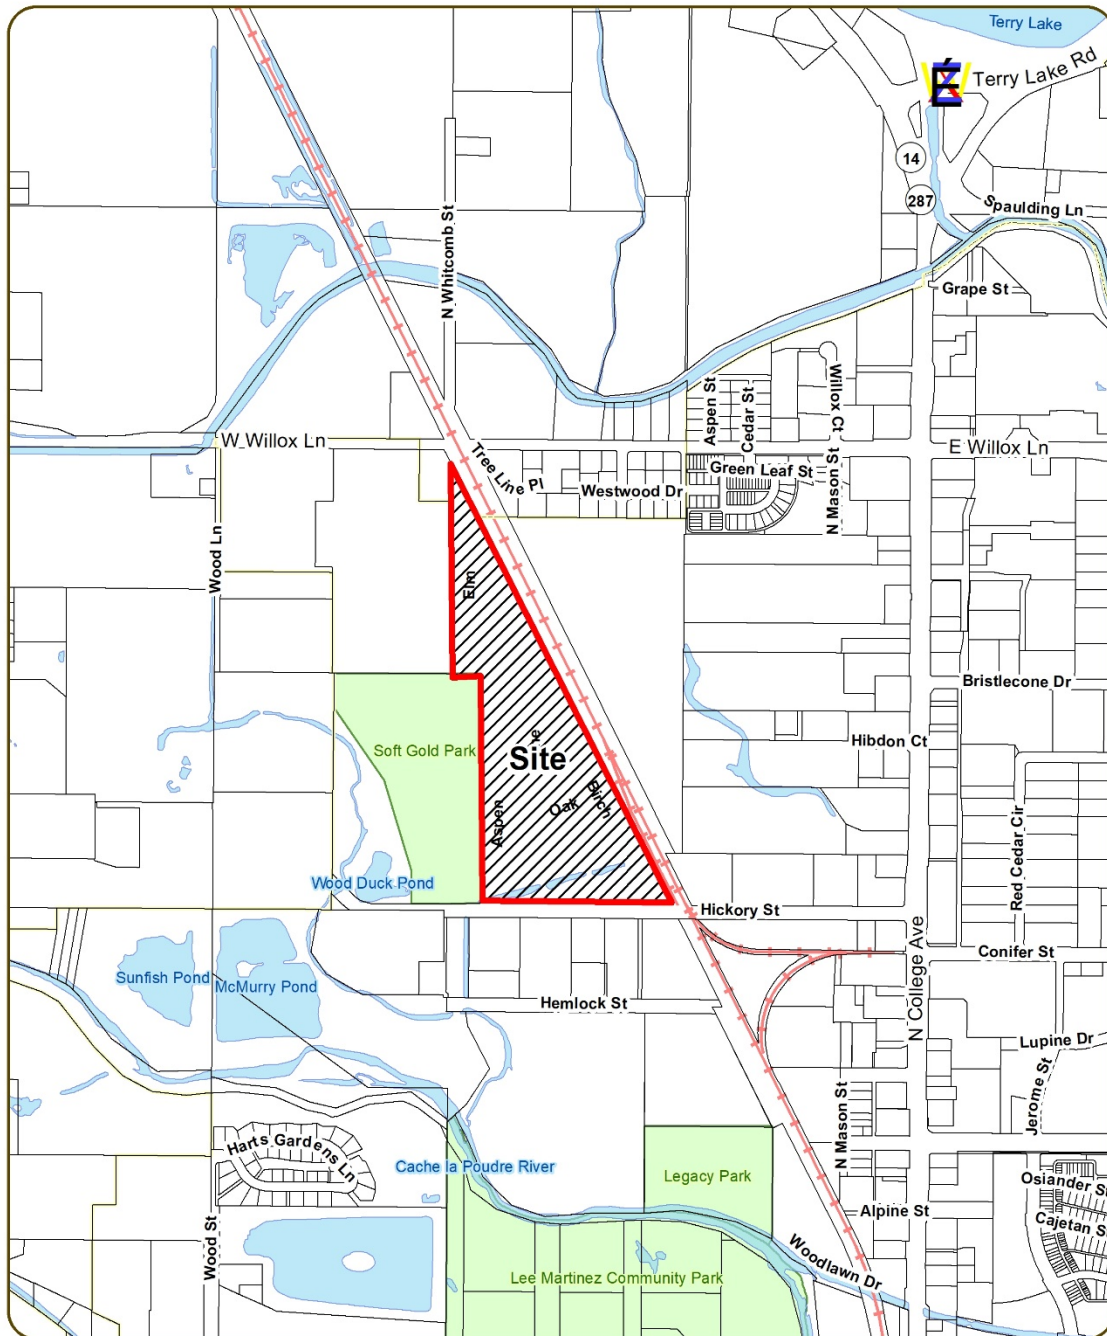 Terry Lake
É
Terry Lake Rd
14
287
Spaulding Ln
N Whitcomb St
Grape St
Aspen St
Cedar St
Willox Ct
W Willox Ln
E Willox Ln
Tree Line Pl
Green Leaf St
Westwood Dr
N Mason St
Wood Ln
Elm
Bristlecone Dr
Soft Gold Park
Site
Hibdon Ct
Aspen
Oak
Birch
Red Cedar Cir
Wood Duck Pond
Hickory St
N College Ave
Conifer St
Sunfish Pond
McMurry Pond
Hemlock St
Lupine Dr
Jerome St
N Mason St
Harts Gardens Ln
Cache la Poudre River
Legacy Park
Osiander S
Alpine St
Cajetan S
Wood St
Woodlawn Dr
Lee Martinez Community Park